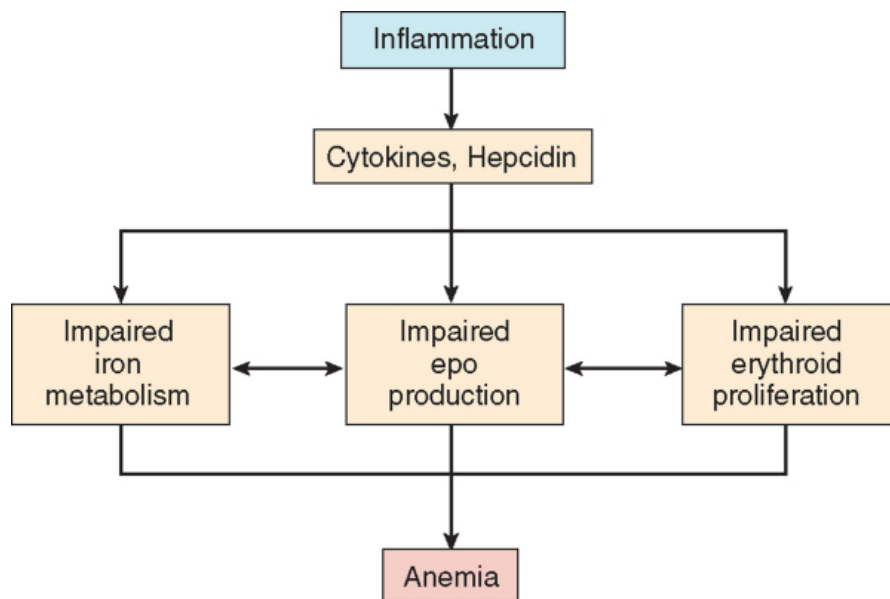 Inflammation
Cytokines, Hepcidin
Impaired
iron
metabolism
Impaired
epo
production
Impaired
erythroid
proliferation
Anemia